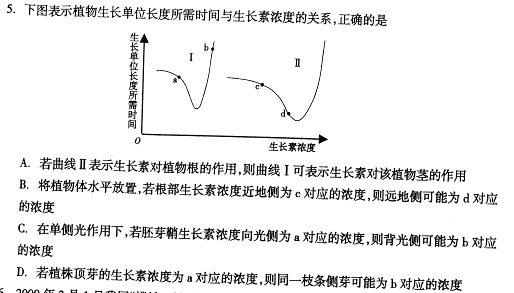 5. 下图表示植物生长单位长度所需时间与生长素浓度的关系,正确的是
生长单位长度所需时间
I
II
a
b
c
d
O
生长素浓度
A. 若曲线Ⅱ表示生长素对植物根的作用,则曲线Ⅰ可表示生长素对该植物茎的作用
B. 将植物体水平放置,若根部生长素浓度近地侧为c对应的浓度,则远地侧可能为d对应
的浓度
C. 在单侧光作用下,若胚芽鞘生长素浓度向光侧为a对应的浓度,则背光侧可能为b对应
的浓度
D. 若植株顶芽的生长素浓度为a对应的浓度,则同一枝条侧芽可能为b对应的浓度